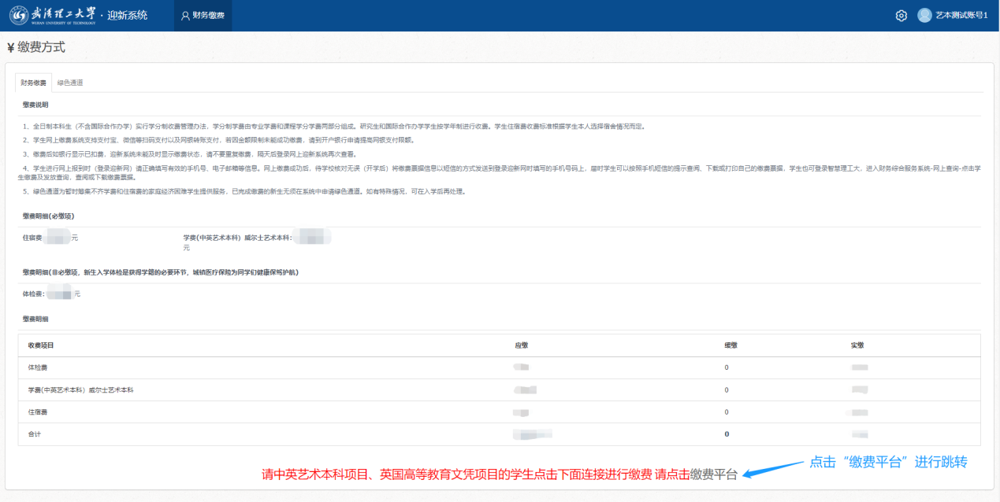 武汉理工大学 · 迎新系统
WUHAN UNIVERSITY OF TECHNOLOGY
财务缴费
艺本测试账号1
¥ 缴费方式
财务缴费 绿色通道
缴费说明
1、全日制本科生（不含国际合作办学）实行学分制收费管理办法，学分制学费由专业学费和课程学分学费两部分组成。研究生和国际合作办学学生按学年制进行收费。学生住宿费收费标准根据学生本人选择宿舍情况而定。
2、学生网上缴费系统支持支付宝、微信等扫码支付以及网银转账支付，若因金额限制未能成功缴费，请到开户银行申请提高网银支付限额。
3、缴费后如银行显示已扣费，迎新系统未能及时显示缴费状态，请不要重复缴费，隔天后登录网上迎新系统再次查看。
4、学生进行网上报到时（登录迎新网）请正确填写有效的手机号、电子邮箱等信息。网上缴费成功后，待学校核对无误（开学后）将缴费票据信息以短信的方式发送到登录迎新网时填写的手机号码上，届时学生可以按照手机短信的提示查阅、下载或打印自己的缴费票据，学生也可登录智慧理工大，进入财务综合服务系统-网上查询-点击学
生缴费及发放查询，查阅或下载缴费票据。
5、绿色通道为暂时筹集不齐学费和住宿费的家庭经济困难学生提供服务，已完成缴费的新生无须在系统中申请绿色通道。如有特殊情况，可在入学后再处理。
缴费明细(必缴项)
住宿费 元 学费(中英艺术本科）威尔士艺术本科:
元
缴费明细(非必缴项，新生入学体检是获得学籍的必要环节，城镇医疗保险为同学们健康保驾护航)
体检费: 元
缴费明细
收费项目 应缴 缓缴 实缴
体检费 0
学费(中英艺术本科）威尔士艺术本科 0
住宿费 0
合计 0
点击“缴费平台”进行跳转
请中英艺术本科项目、英国高等教育文凭项目的学生点击下面连接进行缴费 请点击缴费平台